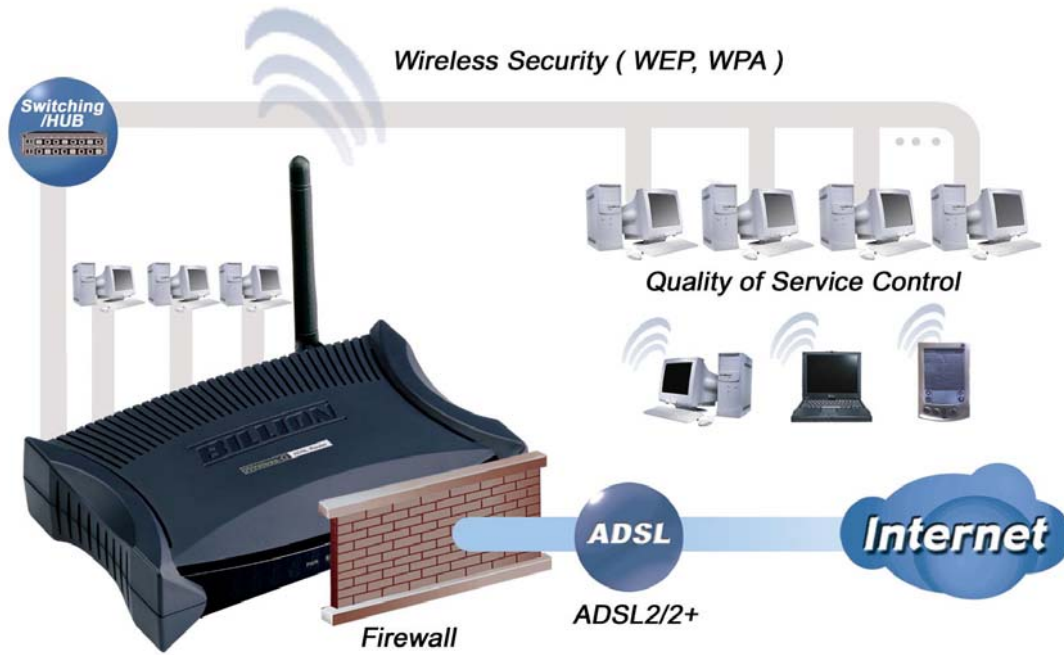 Wireless Security ( WEP, WPA )
Switching
/HUB
Quality of Service Control
BILLION
ADSL
Internet
ADSL2/2+
Firewall